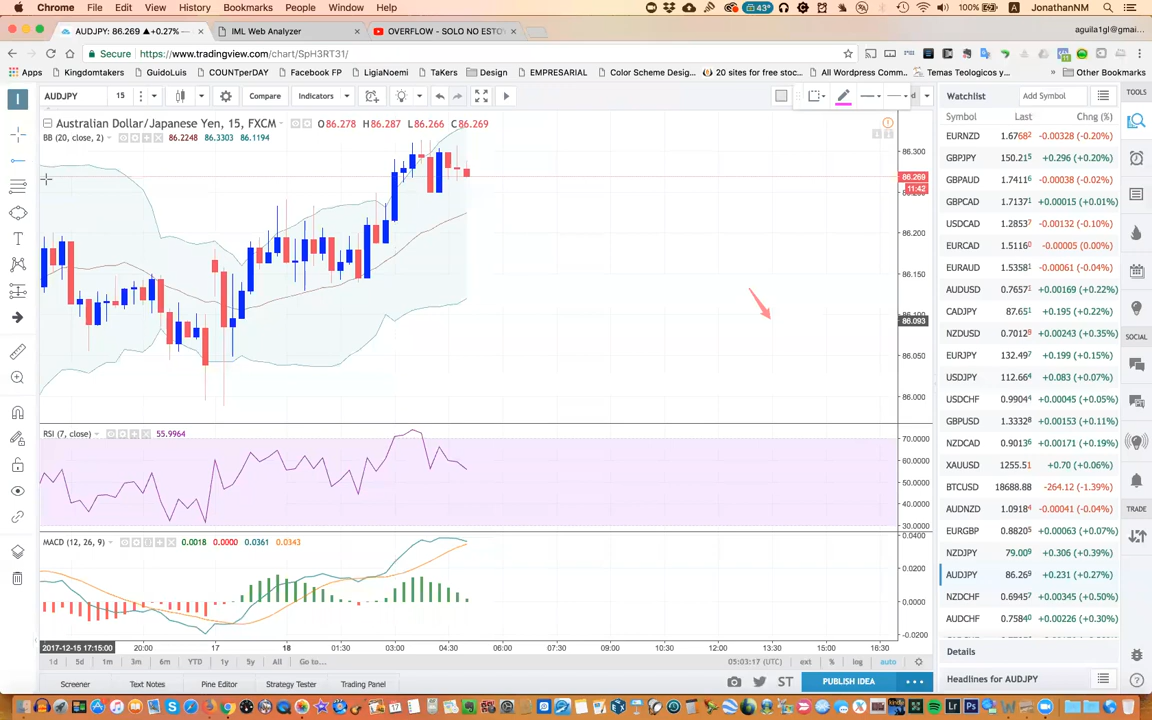 Chrome File Edit View History Bookmarks People Window Help 43° 100% JonathanNM
AUDJPY: 86.269 ▲+0.27% — × IML Web Analyzer × OVERFLOW - SOLO NO ESTO × aguila1gl@gmai...
Secure https://www.tradingview.com/chart/SpH3RT31/
Apps Kingdomtakers GuidoLuis COUNTperDAY Facebook FP LigiaNoemi TaKers Design EMPRESARIAL Color Scheme Desig... 20 sites for free stoc... All Wordpress Comm... Temas Teologicos y... » Other Bookmarks
AUDJPY 15 Compare Indicators
Australian Dollar/Japanese Yen, 15, FXCM O86.278 H86.287 L86.266 C86.269
BB (20, close, 2) 86.2248 86.3303 86.1194
86.300
86.269
11:42
86.200
86.150
86.093
86.050
86.000
RSI (7, close) 55.9964
70.0000
60.0000
50.0000
40.0000
30.0000
MACD (12, 26, 9) 0.0018 0.0000 0.0361 0.0343
0.0400
0.0200
0.0000
-0.0200
2017-12-15 17:15:00 20:00 17 18 01:30 03:00 04:30 06:00 07:30 09:00 10:30 12:00 13:30 15:00 16:30
1d 5d 1m 3m 6m YTD 1y 5y All Go to... 05:03:17 (UTC) ext % log auto
Screener Text Notes Pine Editor Strategy Tester Trading Panel ST PUBLISH IDEA
Watchlist Add Symbol TOOLS
Symbol Last Chg (%)
EURNZD 1.6768² -0.00328 (-0.20%)
GBPJPY 150.21⁵ +0.296 (+0.20%)
GBPAUD 1.7411⁶ -0.00038 (-0.02%)
GBPCAD 1.7137¹ +0.00015 (+0.01%)
USDCAD 1.2853⁷ -0.00132 (-0.10%)
EURCAD 1.5116⁰ -0.00005 (0.00%)
EURAUD 1.5358¹ -0.00061 (-0.04%)
AUDUSD 0.7657¹ +0.00169 (+0.22%)
CADJPY 87.65¹ +0.195 (+0.22%)
NZDUSD 0.7012⁸ +0.00243 (+0.35%)
SOCIAL
EURJPY 132.49⁷ +0.199 (+0.15%)
USDJPY 112.66⁴ +0.083 (+0.07%)
USDCHF 0.9904⁴ +0.00045 (+0.05%)
GBPUSD 1.3332⁸ +0.00153 (+0.11%)
NZDCAD 0.9013⁶ +0.00171 (+0.19%)
XAUUSD 1255.51 +0.70 (+0.06%)
BTCUSD 18688.88 -264.12 (-1.39%)
AUDNZD 1.0918⁴ -0.00041 (-0.04%)
TRADE
EURGBP 0.8820⁵ +0.00063 (+0.07%)
NZDJPY 79.00⁹ +0.306 (+0.39%)
AUDJPY 86.26⁹ +0.231 (+0.27%)
NZDCHF 0.6945⁷ +0.00345 (+0.50%)
AUDCHF 0.7584⁰ +0.00226 (+0.30%)
Details
Headlines for AUDJPY